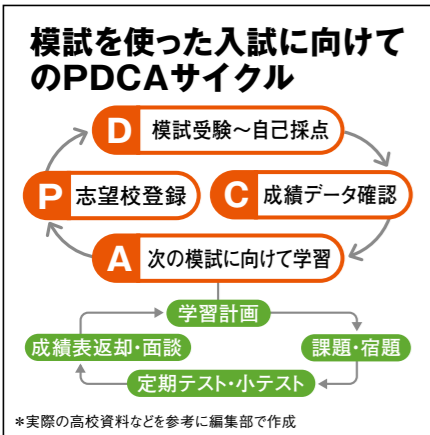 模試を使った入試に向けて
のPDCAサイクル
D 模試受験～自己採点
P 志望校登録
C 成績データ確認
A 次の模試に向けて学習
学習計画
成績表返却・面談
課題・宿題
定期テスト・小テスト
＊実際の高校資料などを参考に編集部で作成